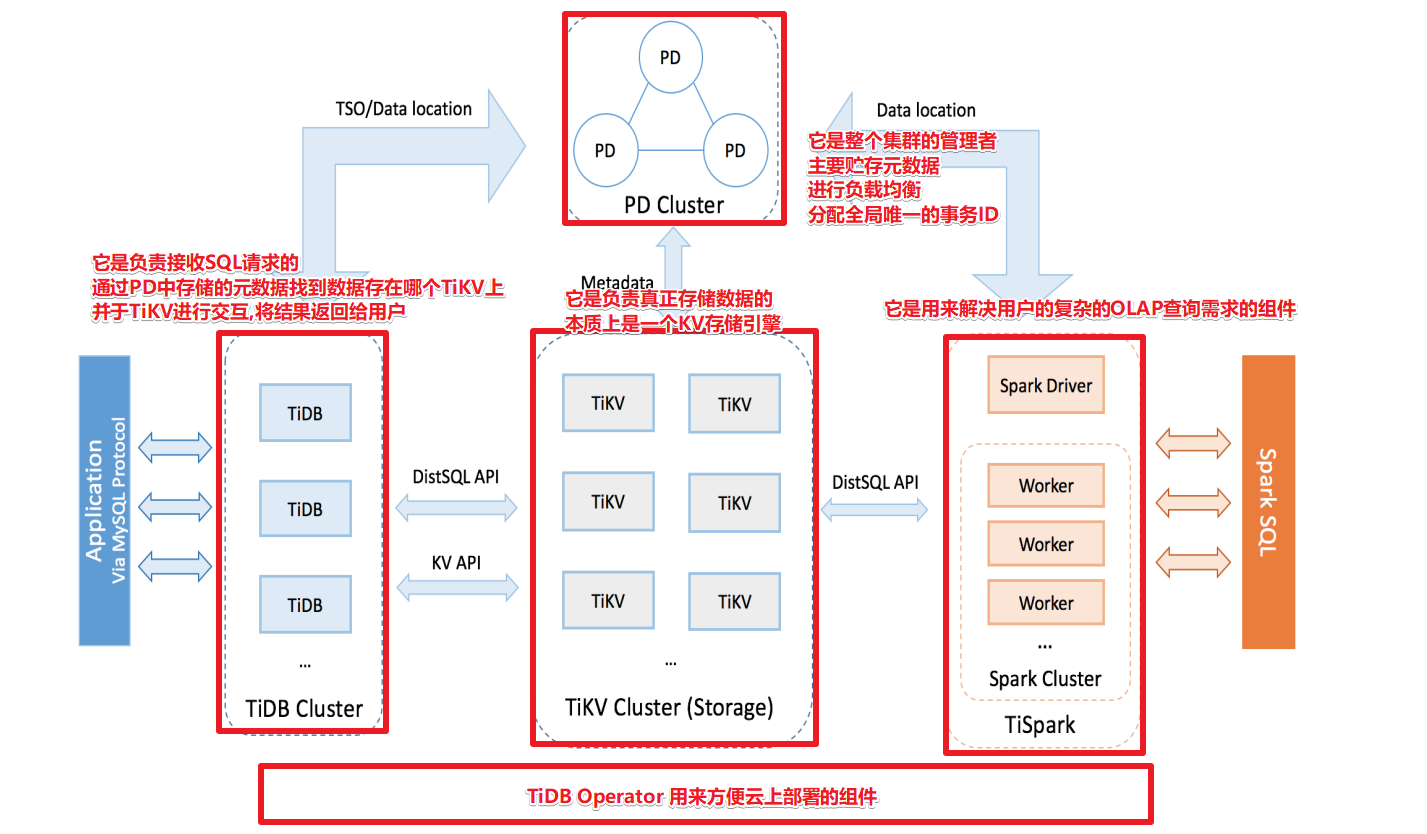 PD
PD
PD
PD Cluster
TSO/Data location
Data location
它是整个集群的管理者
主要贮存元数据
进行负载均衡
分配全局唯一的事务ID
它是负责接收SQL请求的
通过PD中存储的元数据找到数据存在哪个TiKV上
并于TiKV进行交互,将结果返回给用户
Metadata
它是负责真正存储数据的
本质上是一个KV存储引擎
它是用来解决用户的复杂的OLAP查询需求的组件
Application
Via MySQL Protocol
TiDB
TiDB
TiDB
...
TiDB Cluster
DistSQL API
KV API
TiKV
TiKV
TiKV
TiKV
TiKV
TiKV
...
TiKV Cluster (Storage)
DistSQL API
Spark Driver
Worker
Worker
Worker
...
Spark Cluster
TiSpark
Spark SQL
TiDB Operator 用来方便云上部署的组件